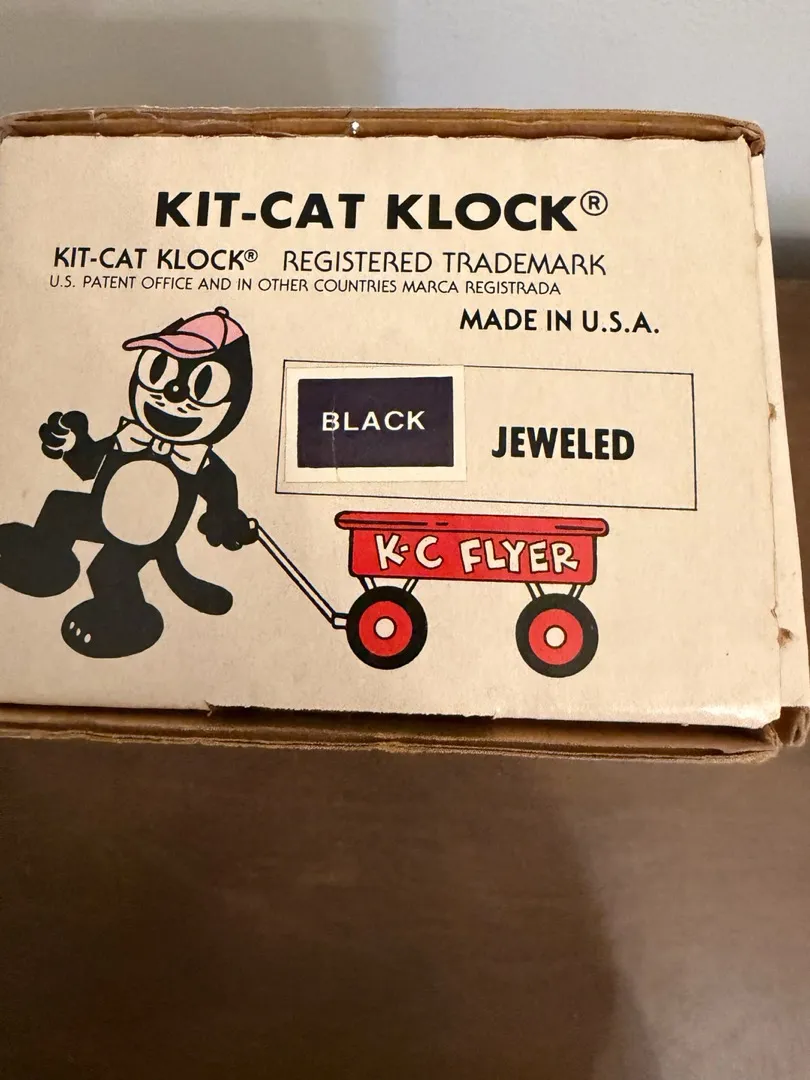 KIT-CAT KLOCK®
KIT-CAT KLOCK® REGISTERED TRADEMARK
U.S. PATENT OFFICE AND IN OTHER COUNTRIES MARCA REGISTRADA
MADE IN U.S.A.
BLACK
JEWELED
K-C FLYER